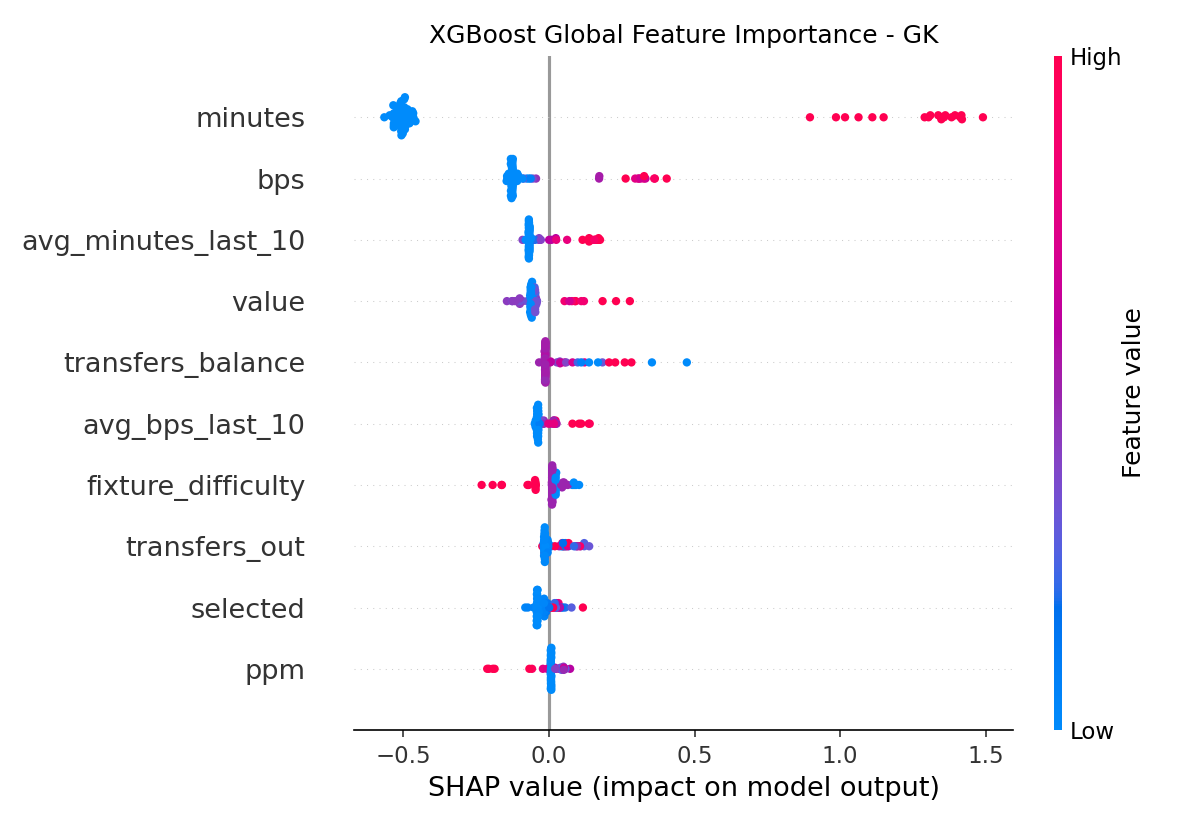 XGBoost Global Feature Importance - GK
High
minutes
bps
avg_minutes_last_10
value
transfers_balance
avg_bps_last_10
fixture_difficulty
transfers_out
selected
ppm
Feature value
Low
−0.5 0.0 0.5 1.0 1.5
SHAP value (impact on model output)